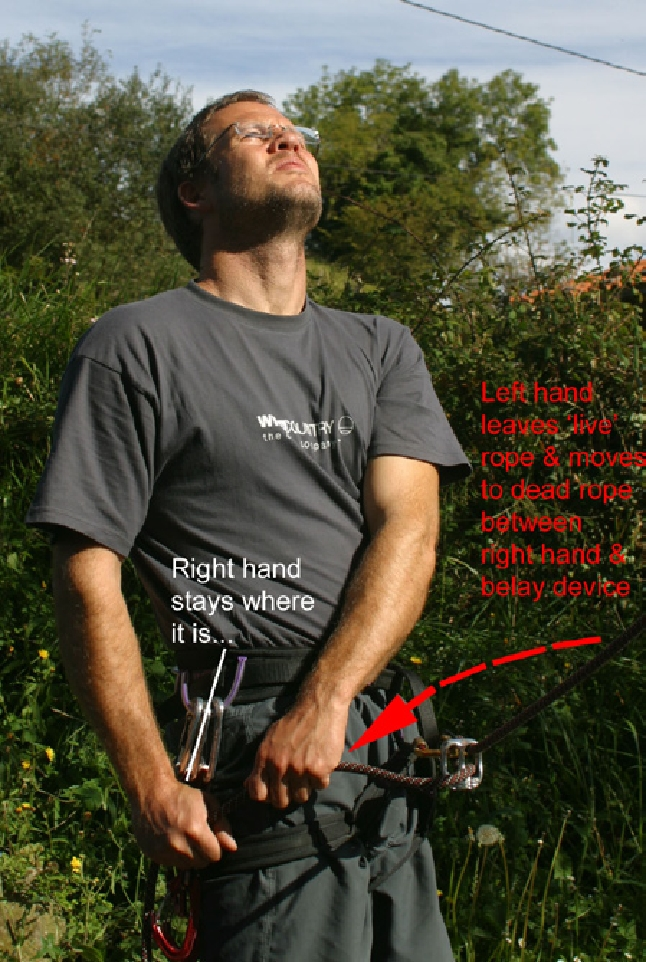 Left hand
leaves 'live'
rope & moves
to dead rope
between
right hand &
belay device
Right hand
stays where
it is...
the